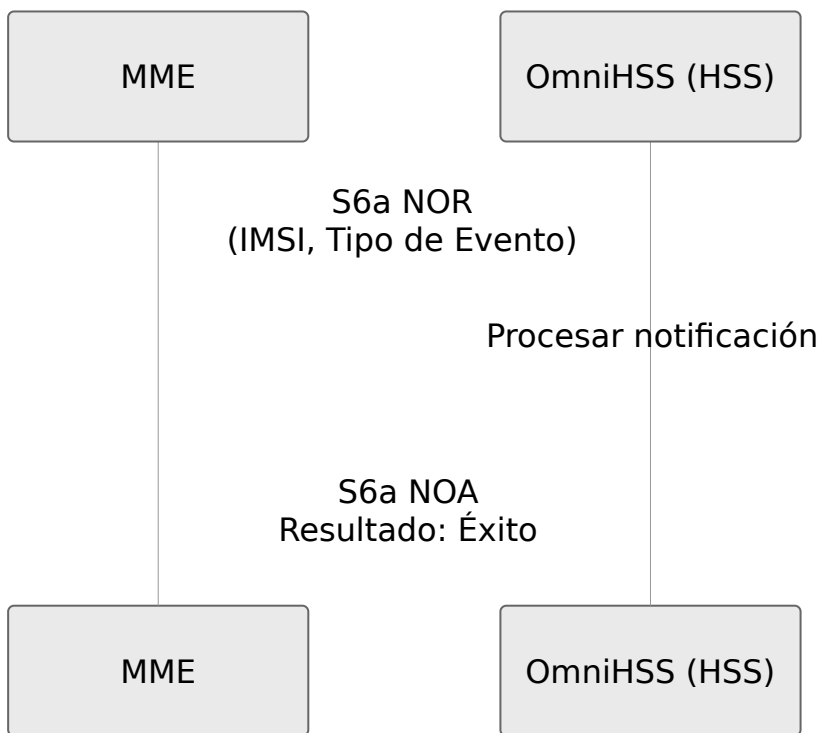 MME
OmniHSS (HSS)
S6a NOR
(IMSI, Tipo de Evento)
Procesar notificación
S6a NOA
Resultado: Éxito
MME
OmniHSS (HSS)